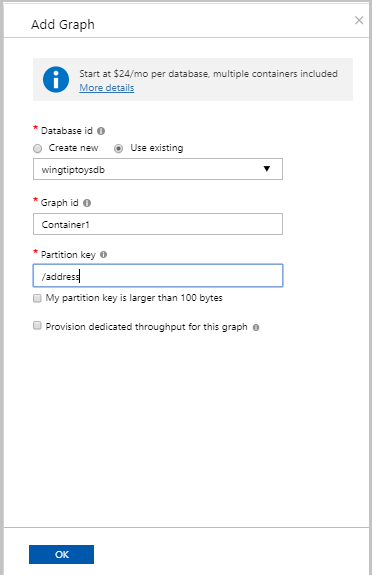 Add Graph
Start at $24/mo per database, multiple containers included
More details
* Database id
Create new Use existing
wingtiptoysdb
* Graph id
Container1
* Partition key
/address
My partition key is larger than 100 bytes
Provision dedicated throughput for this graph
OK